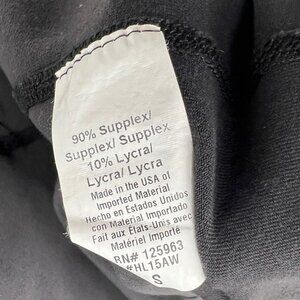 90% Supplex/
Supplex/ Supplex
10% Lycra/
Lycra/ Lycra
Made in the USA of
Imported Material
Hecho en Estados Unidos
con Material Importado
Fait aux États-Unis avec
Matériel Importé
RN# 125963
#HL15AW
S